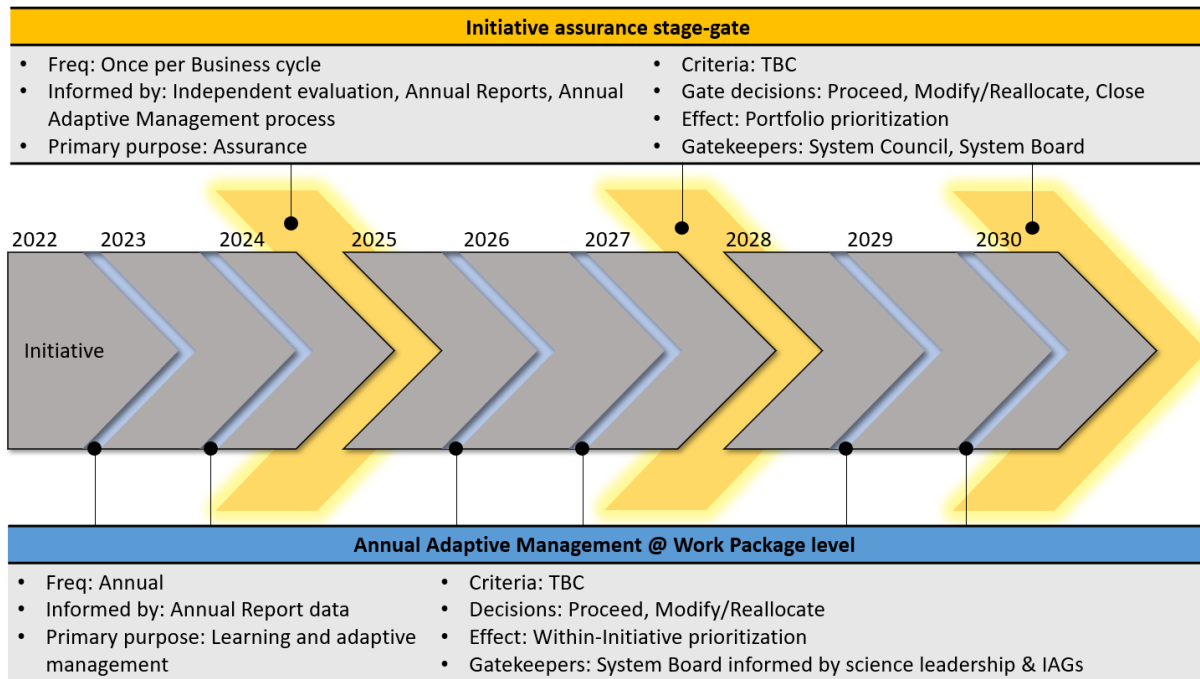 Initiative assurance stage-gate
• Freq: Once per Business cycle
• Informed by: Independent evaluation, Annual Reports, Annual
Adaptive Management process
• Primary purpose: Assurance
• Criteria: TBC
• Gate decisions: Proceed, Modify/Reallocate, Close
• Effect: Portfolio prioritization
• Gatekeepers: System Council, System Board
2022 2023 2024 2025 2026 2027 2028 2029 2030
Initiative
Annual Adaptive Management @ Work Package level
• Freq: Annual
• Informed by: Annual Report data
• Primary purpose: Learning and adaptive
management
• Criteria: TBC
• Decisions: Proceed, Modify/Reallocate
• Effect: Within-Initiative prioritization
• Gatekeepers: System Board informed by science leadership & IAGs